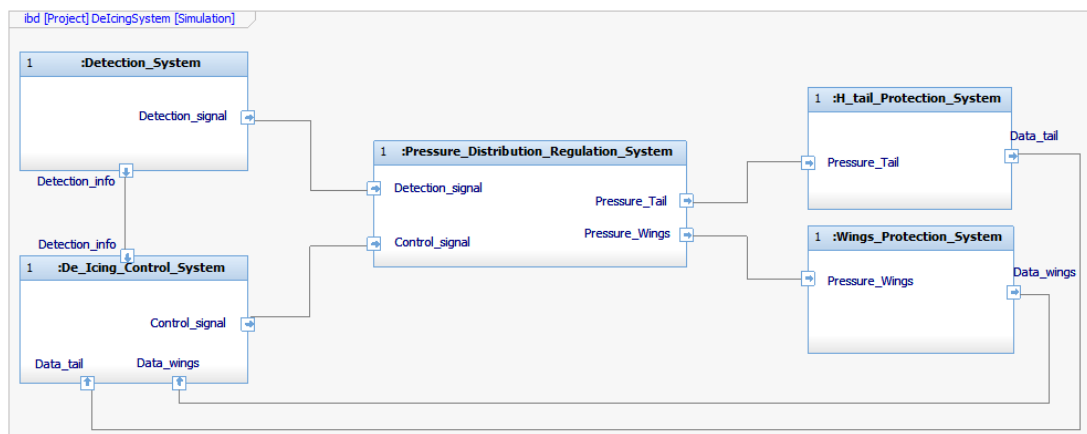 ibd [Project] DeIcingSystem [Simulation]
1 :Detection_System
Detection_signal
Detection_info
Detection_info
1 :De_Icing_Control_System
Control_signal
Data_tail
Data_wings
1 :Pressure_Distribution_Regulation_System
Detection_signal
Pressure_Tail
Pressure_Wings
Control_signal
1 :H_tail_Protection_System
Data_tail
Pressure_Tail
1 :Wings_Protection_System
Data_wings
Pressure_Wings